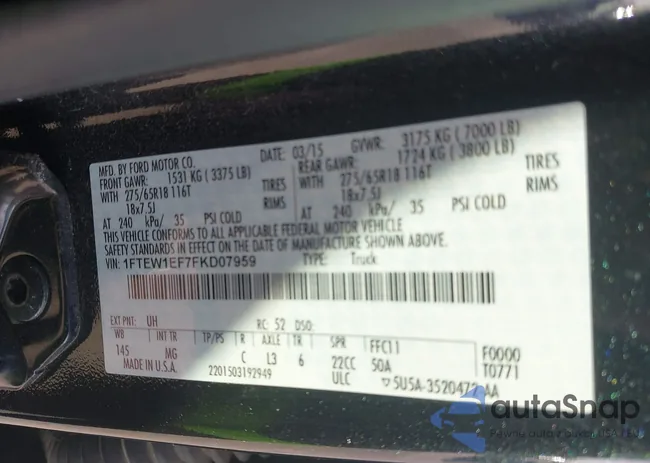 MFD. BY FORD MOTOR CO.
DATE: 03/15 GVWR: 3175 KG ( 7000 LB)
FRONT GAWR: 1531 KG ( 3375 LB) REAR GAWR: 1724 KG ( 3800 LB)
WITH 275/65R18 116T TIRES WITH 275/65R18 116T TIRES
18x7.5J RIMS 18x7.5J RIMS
AT 240 kPa/ 35 PSI COLD AT 240 kPa/ 35 PSI COLD
THIS VEHICLE CONFORMS TO ALL APPLICABLE FEDERAL MOTOR VEHICLE
SAFETY STANDARDS IN EFFECT ON THE DATE OF MANUFACTURE SHOWN ABOVE.
VIN: 1FTEW1EF7FKD07959 TYPE: Truck
EXT PNT: UH RC: 52 DSO:
WB INT TR TP/PS R AXLE TR SPR FFC11 F0000
145 MG C L3 6 22CC 50A T0771
MADE IN U.S.A. 2201503192949 ULC
autoSnap